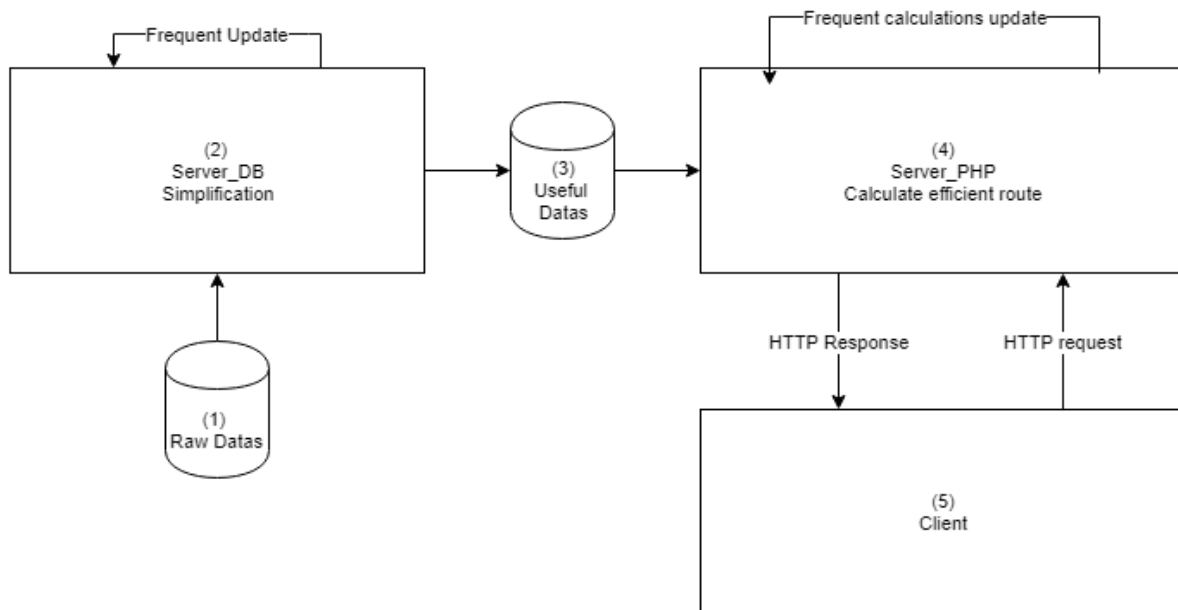 Frequent Update
Frequent calculations update
(2)
Server_DB
Simplification
(3)
Useful
Datas
(4)
Server_PHP
Calculate efficient route
HTTP Response
HTTP request
(1)
Raw Datas
(5)
Client